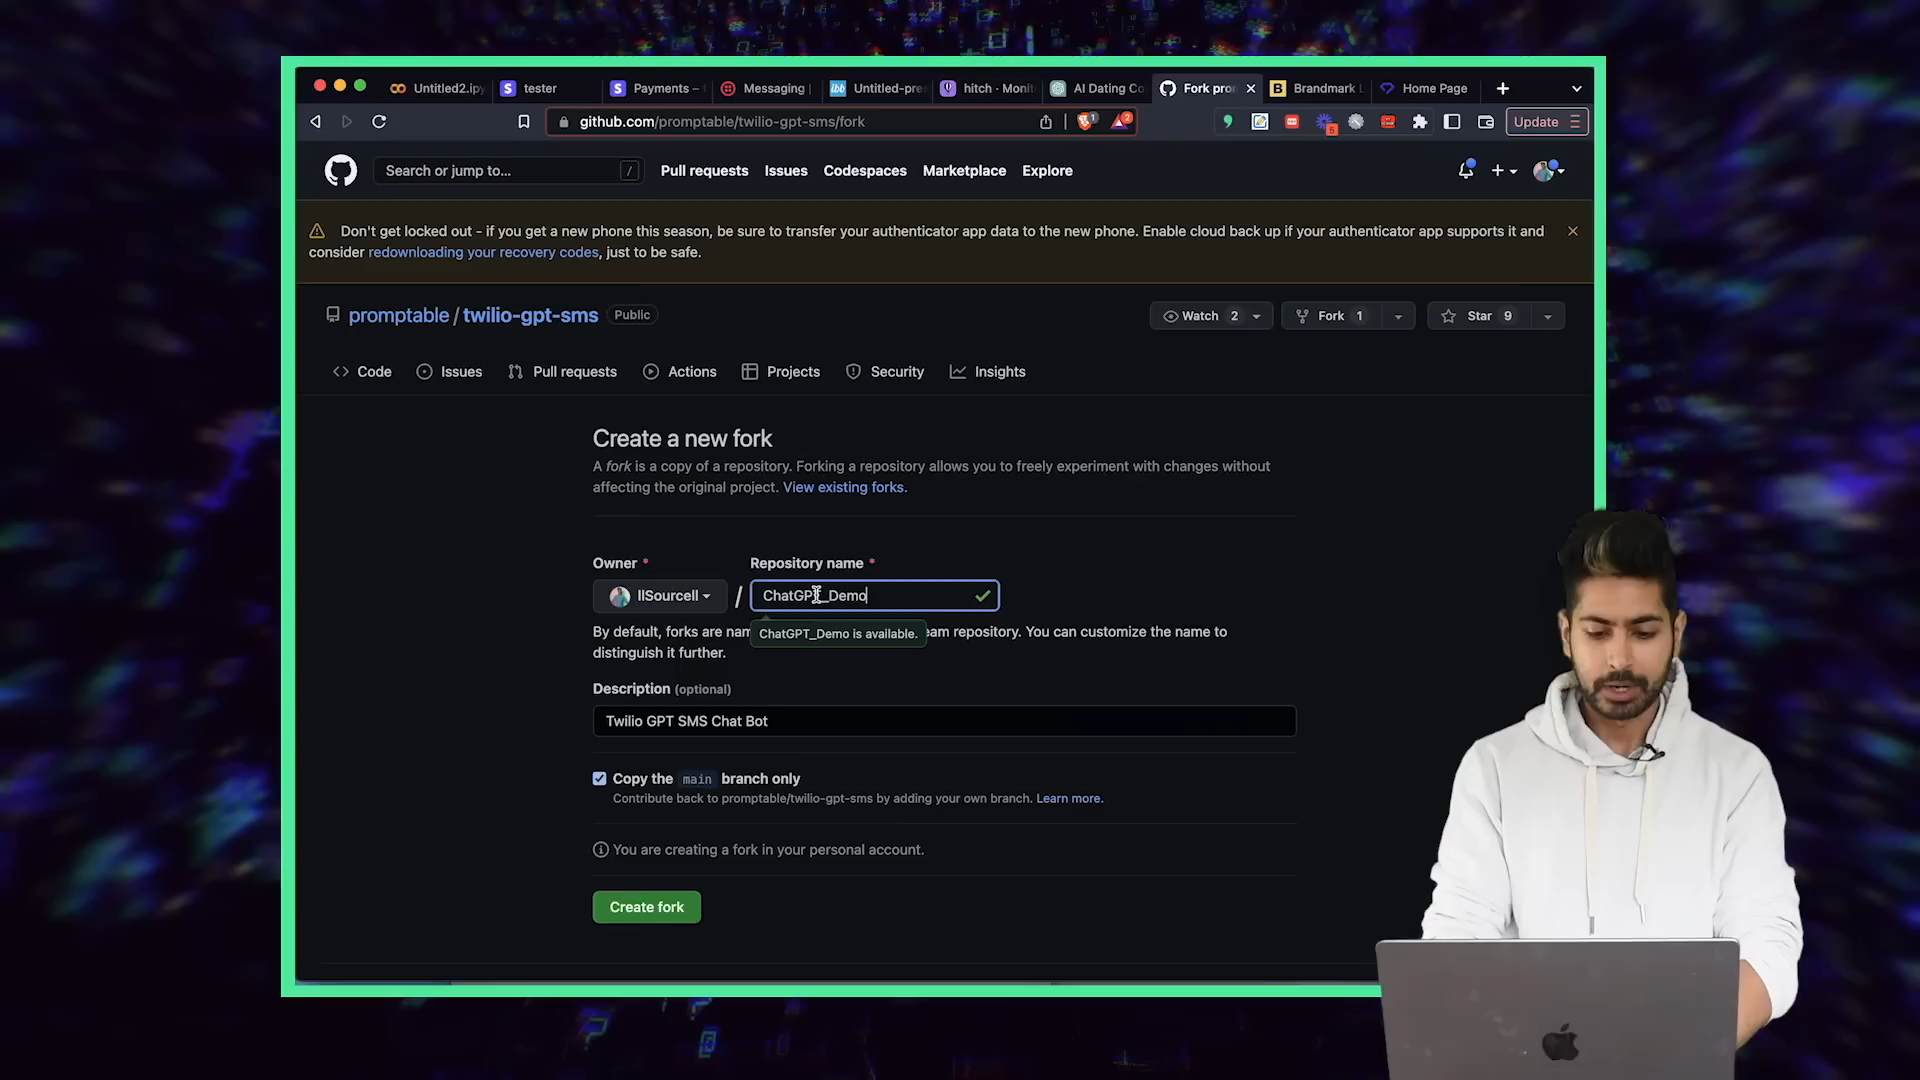 Untitled2.ipy
tester
Payments –
Messaging
Untitled-pre
hitch · Monit
AI Dating Co
Fork pro
Brandmark L
Home Page
github.com/promptable/twilio-gpt-sms/fork
1
2
5
Update
Search or jump to...
/
Pull requests
Issues
Codespaces
Marketplace
Explore
Don't get locked out - if you get a new phone this season, be sure to transfer your authenticator app data to the new phone. Enable cloud back up if your authenticator app supports it and
consider redownloading your recovery codes, just to be safe.
promptable / twilio-gpt-sms Public
Watch 2
Fork 1
Star 9
Code
Issues
Pull requests
Actions
Projects
Security
Insights
Create a new fork
A fork is a copy of a repository. Forking a repository allows you to freely experiment with changes without
affecting the original project. View existing forks.
Owner *
Repository name *
llSourcell
/
ChatGPT_Demo
By default, forks are nam
ChatGPT_Demo is available.
eam repository. You can customize the name to
distinguish it further.
Description (optional)
Twilio GPT SMS Chat Bot
Copy the main branch only
Contribute back to promptable/twilio-gpt-sms by adding your own branch. Learn more.
You are creating a fork in your personal account.
Create fork